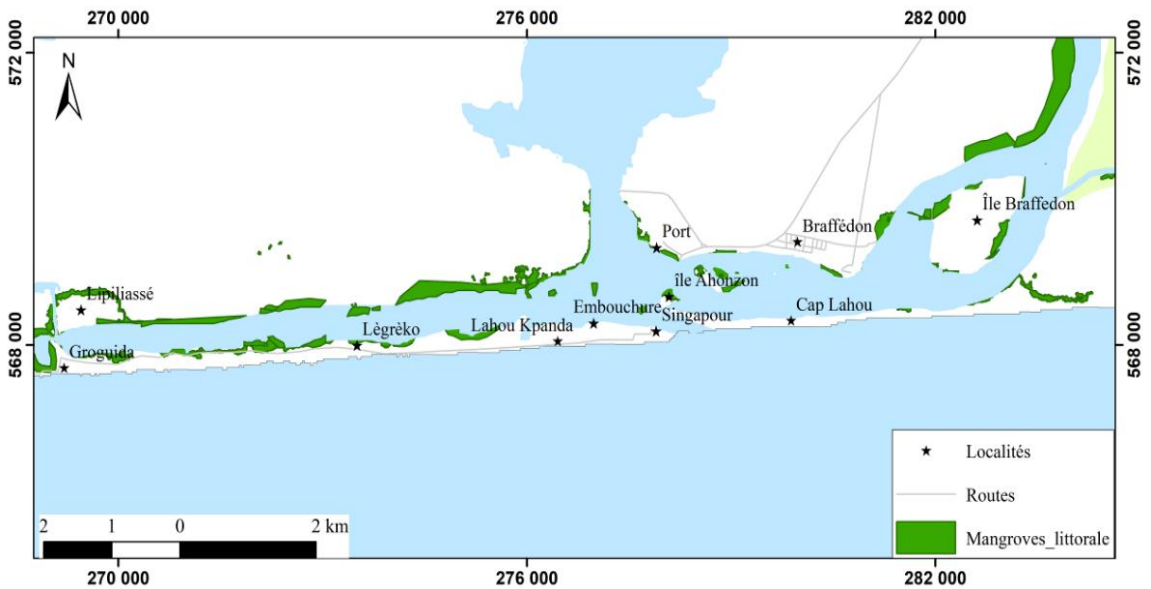 270 000
276 000
282 000
572 000
572 000
N
Île Braffedon
Port
Braffédon
île Ahonzon
Lipiliassé
Embouchure
Cap Lahou
Lègrèko
Lahou Kpanda
Singapour
568 000
568 000
Groguida
Localités
Routes
Mangroves_littorale
2 1 0 2 km
270 000
276 000
282 000